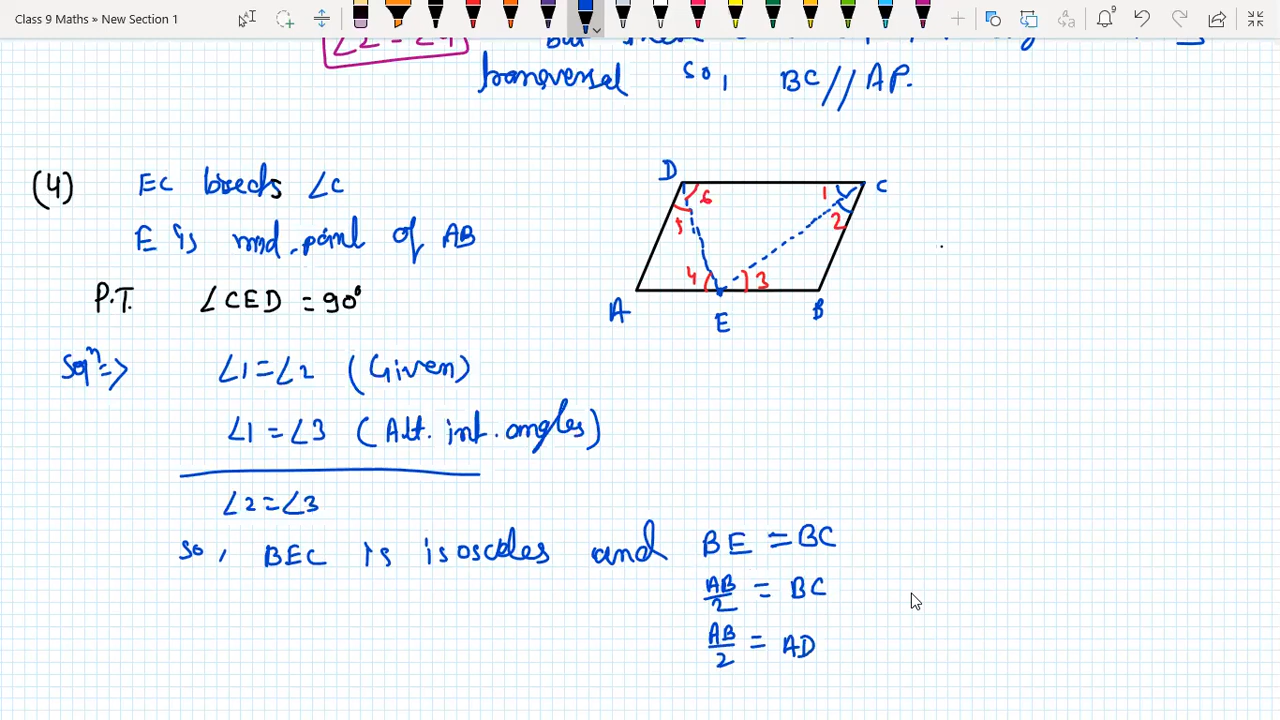 Class 9 Maths » New Section 1
∠2 = ∠4
transversal so, BC // AP.
(4) EC bisects ∠C
E is mid.point of AB
P.T. ∠CED = 90°
Solⁿ => ∠1 = ∠2 (Given)
∠1 = ∠3 (Alt. int. angles)
∠2 = ∠3
so, BEC is isosceles and BE = BC
AB/2 = BC
AB/2 = AD
D C
6 1
5 2
4 3
A E B